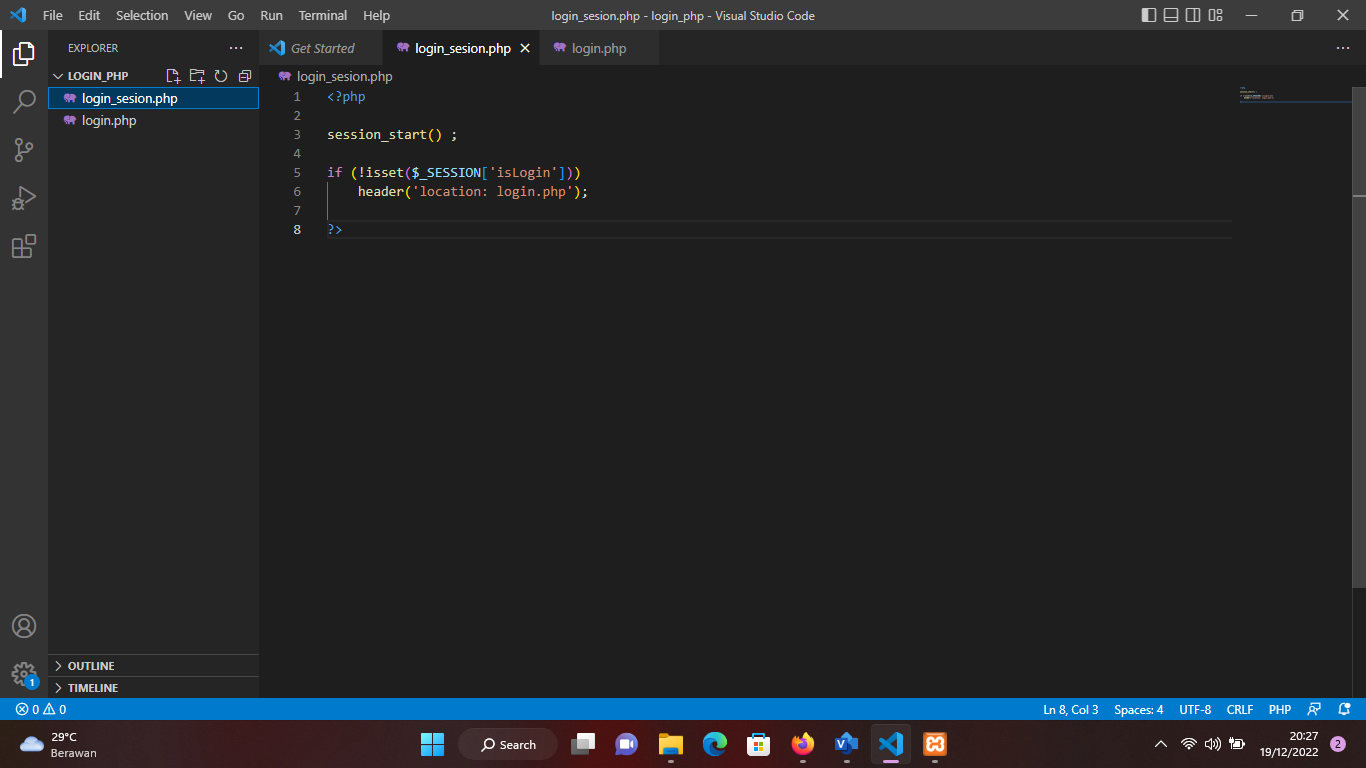 File Edit Selection View Go Run Terminal Help login_sesion.php - login_php - Visual Studio Code
EXPLORER
Get Started login_sesion.php login.php
LOGIN_PHP
login_sesion.php
login.php
login_sesion.php
1 <?php
2
3 session_start() ;
4
5 if (!isset($_SESSION['isLogin']))
6 header('location: login.php');
7
8 ?>
OUTLINE
TIMELINE
1
0 0 Ln 8, Col 3 Spaces: 4 UTF-8 CRLF PHP
29°C
Berawan
Search
20:27
19/12/2022
2